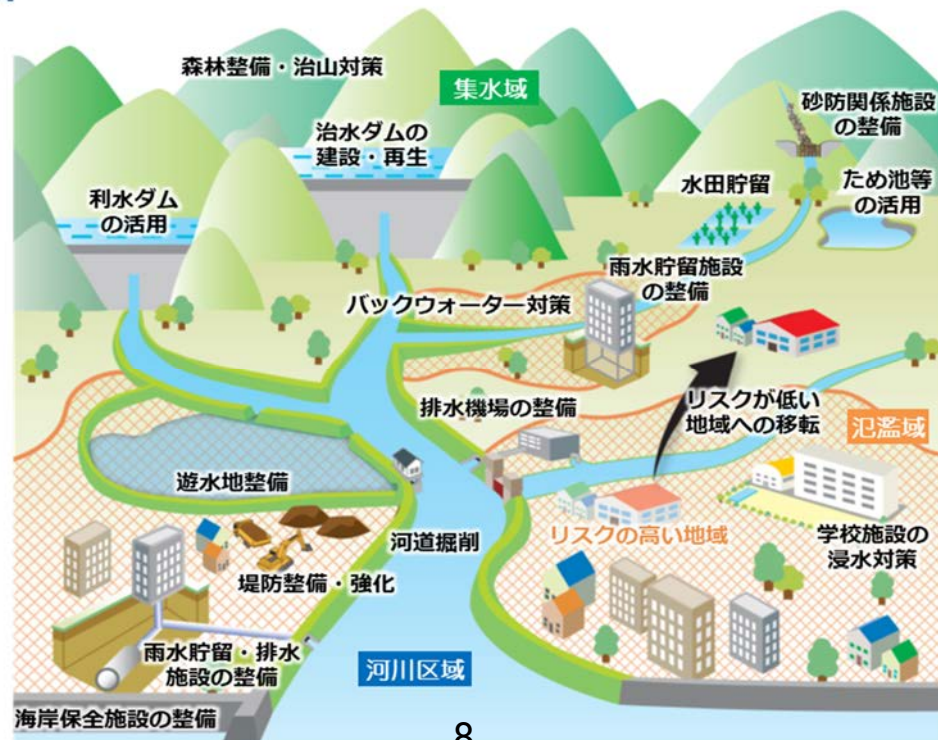 森林整備・治山対策
集水域
砂防関係施設
の整備
治水ダムの
建設・再生
水田貯留
ため池等
の活用
利水ダム
の活用
雨水貯留施設
の整備
バックウォーター対策
リスクが低い
地域への移転
排水機場の整備
氾濫域
遊水地整備
リスクの高い地域
学校施設の
浸水対策
河道掘削
堤防整備・強化
雨水貯留・排水
施設の整備
河川区域
海岸保全施設の整備
8